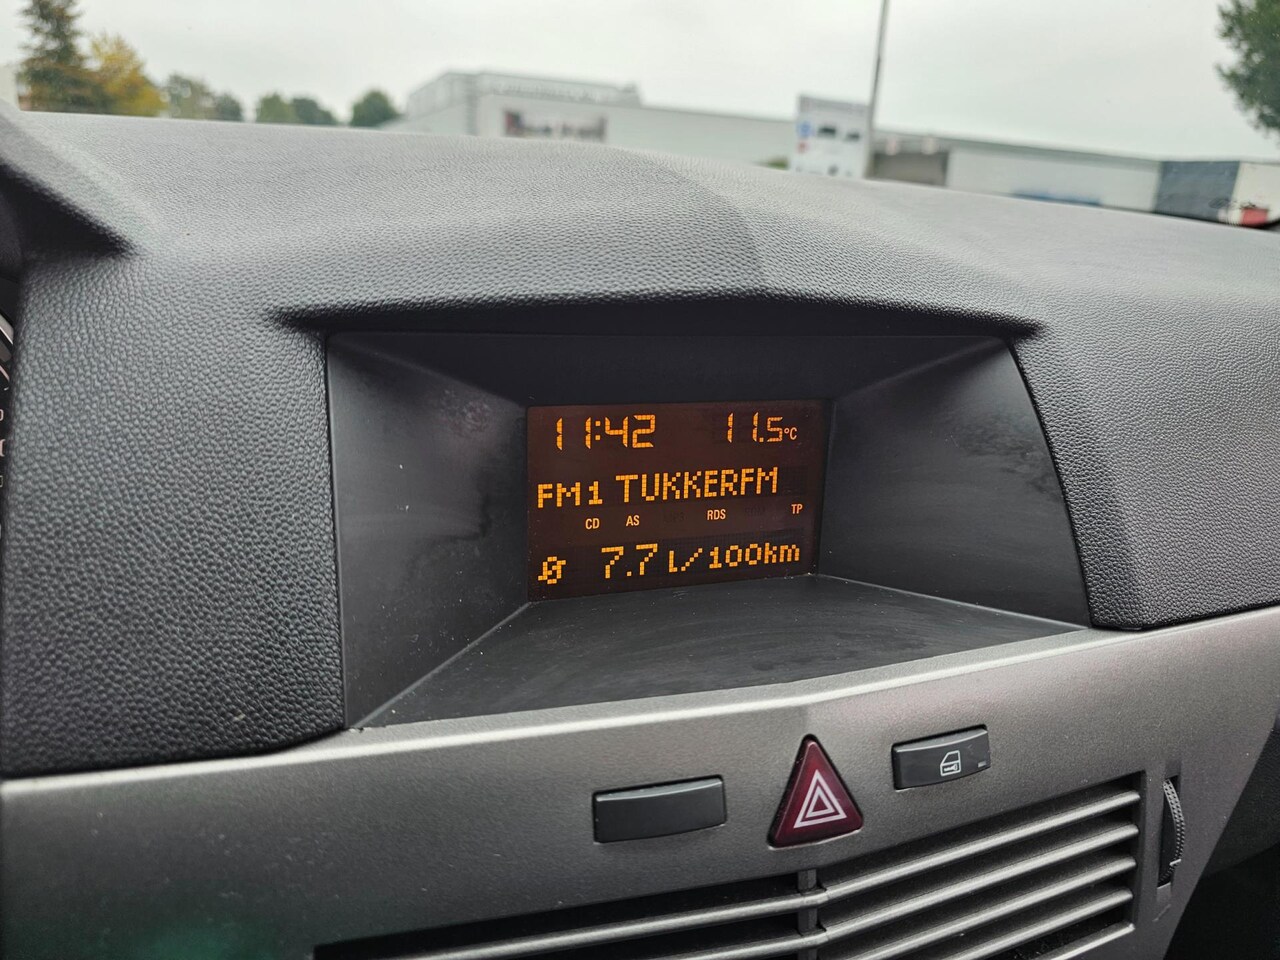 11:42 11.5°C
FM1 TUKKERFM
CD AS RDS TP
Ø 7.7 l/100km